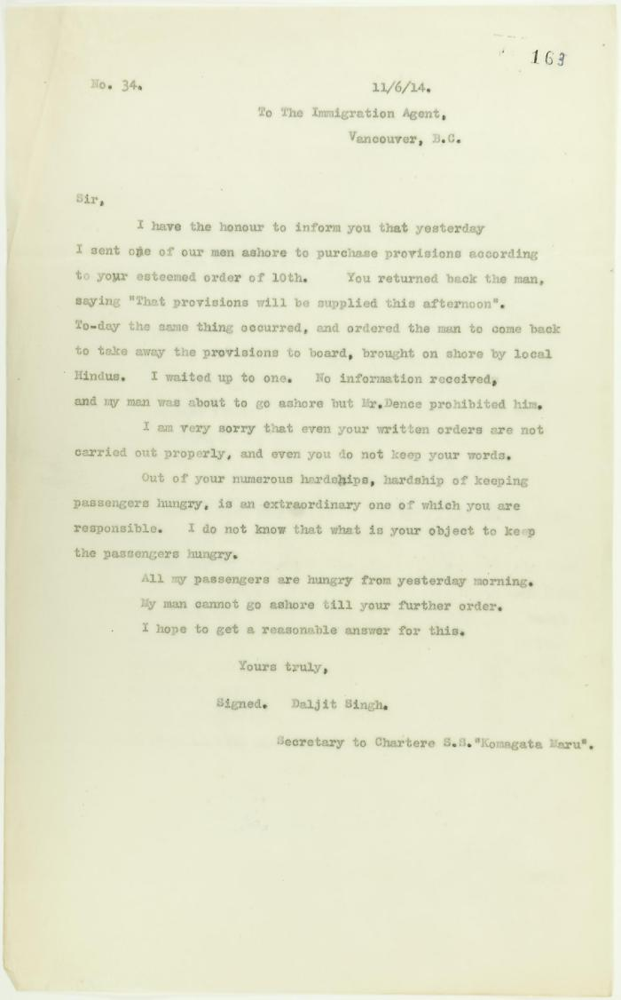 163
No. 34. 11/6/14.
To The Immigration Agent,
Vancouver, B.C.
Sir,
I have the honour to inform you that yesterday
I sent one of our men ashore to purchase provisions according
to your esteemed order of 10th. You returned back the man,
saying "That provisions will be supplied this afternoon".
To-day the same thing occurred, and ordered the man to come back
to take away the provisions to board, brought on shore by local
Hindus. I waited up to one. No information received,
and my man was about to go ashore but Mr.Dence prohibited him.
I am very sorry that even your written orders are not
carried out properly, and even you do not keep your words.
Out of your numerous hardships, hardship of keeping
passengers hungry, is an extraordinary one of which you are
responsible. I do not know that what is your object to keep
the passengers hungry.
All my passengers are hungry from yesterday morning.
My man cannot go ashore till your further order.
I hope to get a reasonable answer for this.
Yours truly,
Signed. Daljit Singh.
Secretary to Chartere S.S."Komagata Maru".